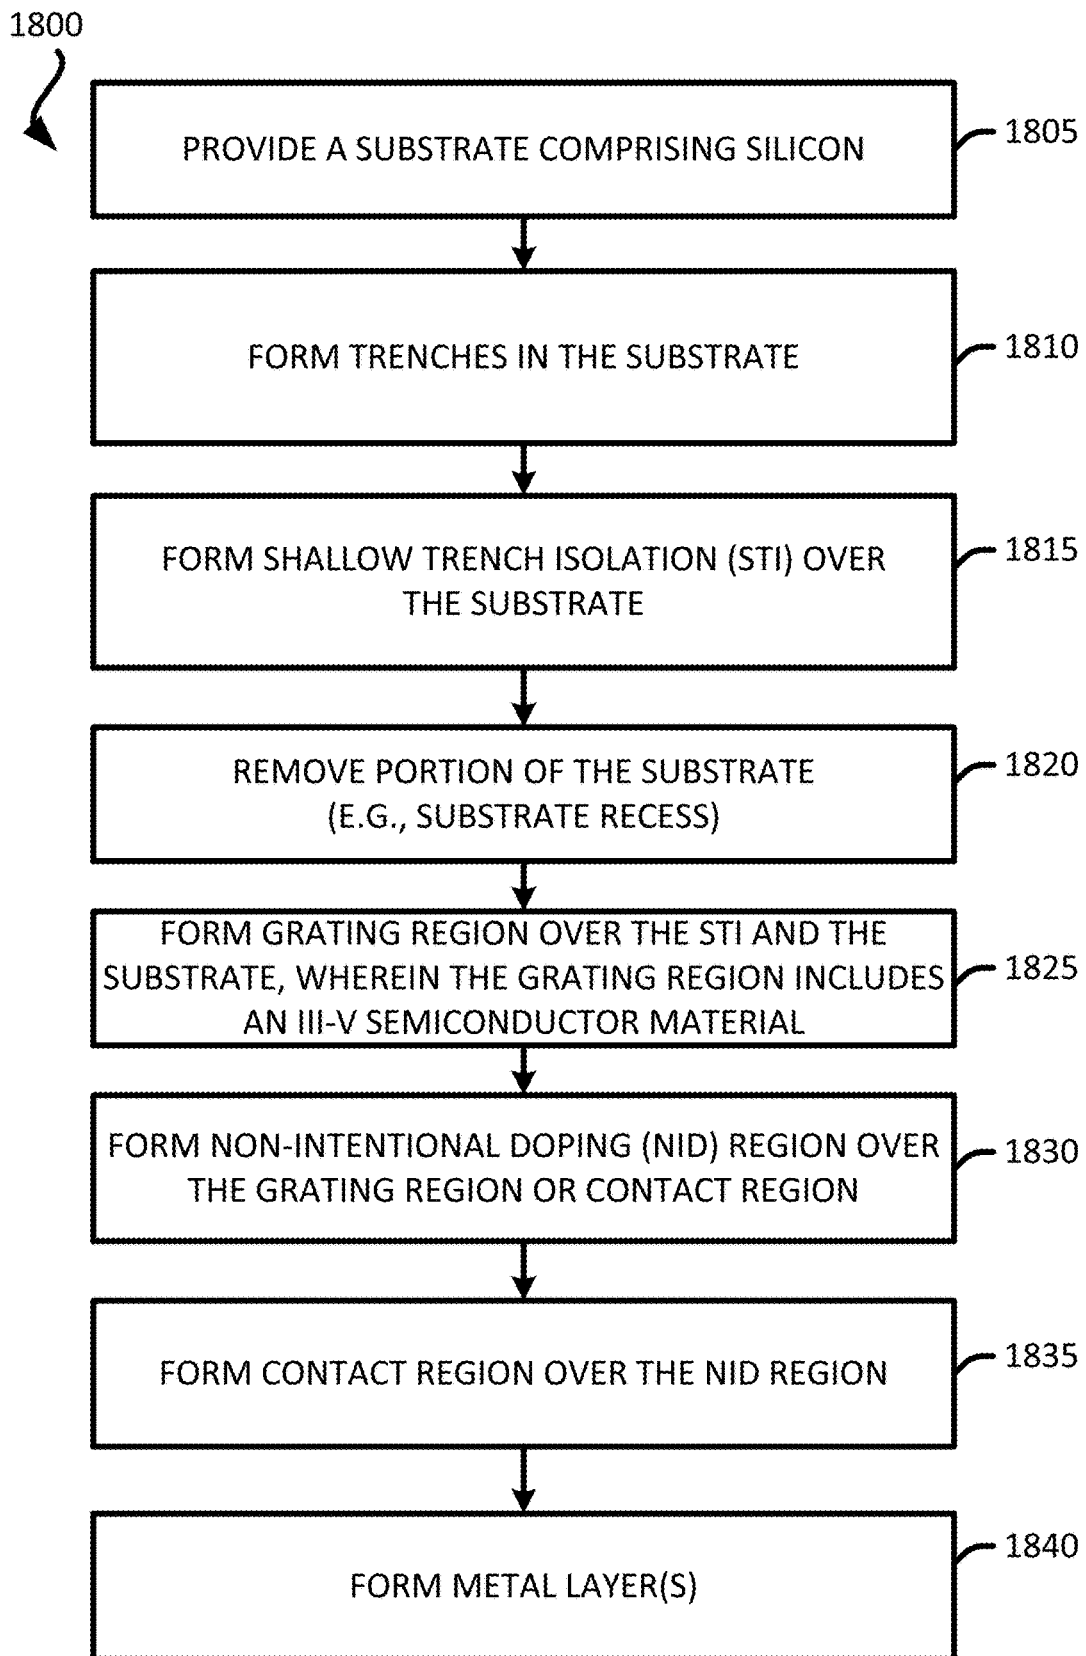 1800
PROVIDE A SUBSTRATE COMPRISING SILICON
1805
FORM TRENCHES IN THE SUBSTRATE
1810
FORM SHALLOW TRENCH ISOLATION (STI) OVER
THE SUBSTRATE
1815
REMOVE PORTION OF THE SUBSTRATE
(E.G., SUBSTRATE RECESS)
1820
FORM GRATING REGION OVER THE STI AND THE
SUBSTRATE, WHEREIN THE GRATING REGION INCLUDES
AN III-V SEMICONDUCTOR MATERIAL
1825
FORM NON-INTENTIONAL DOPING (NID) REGION OVER
THE GRATING REGION OR CONTACT REGION
1830
FORM CONTACT REGION OVER THE NID REGION
1835
FORM METAL LAYER(S)
1840